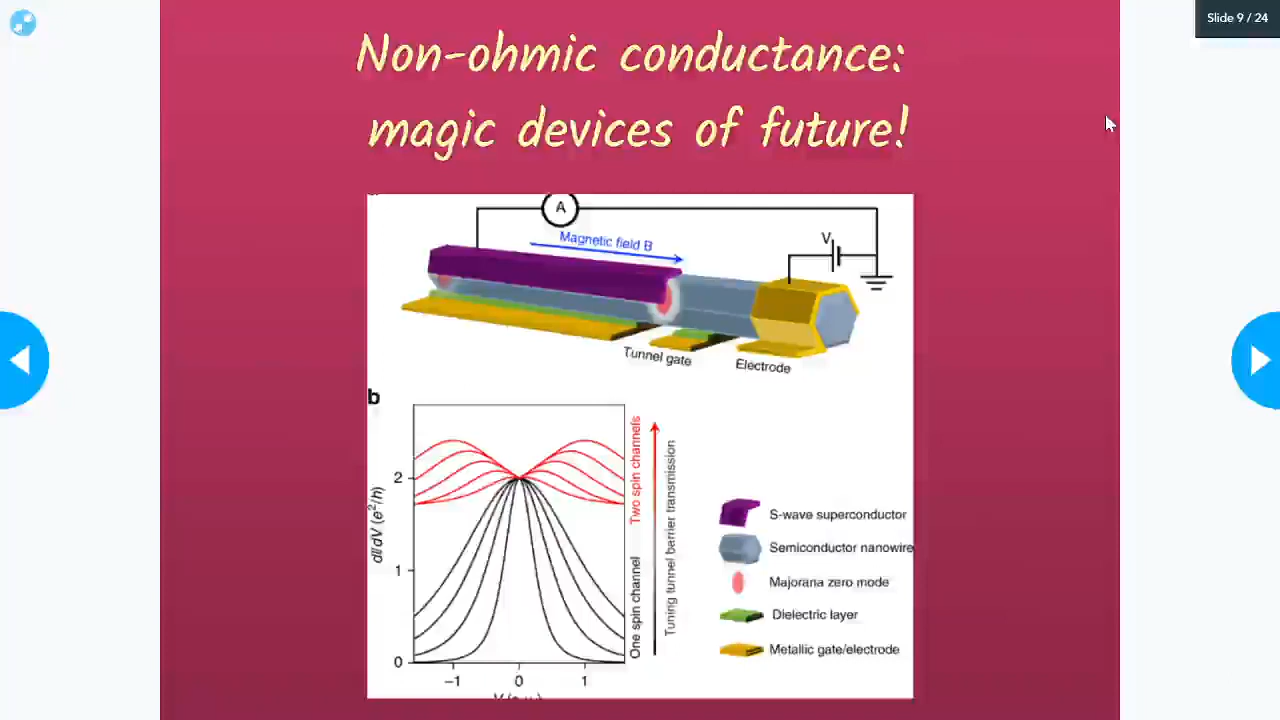 Slide 9 / 24
Non-ohmic conductance:
magic devices of future!
A
Magnetic field B
V
Tunnel gate
Electrode
b
dI/dV (e²/h)
2
1
0
−1 0 1
One spin channel
Two spin channels
Tuning tunnel barrier transmission
S-wave superconductor
Semiconductor nanowire
Majorana zero mode
Dielectric layer
Metallic gate/electrode